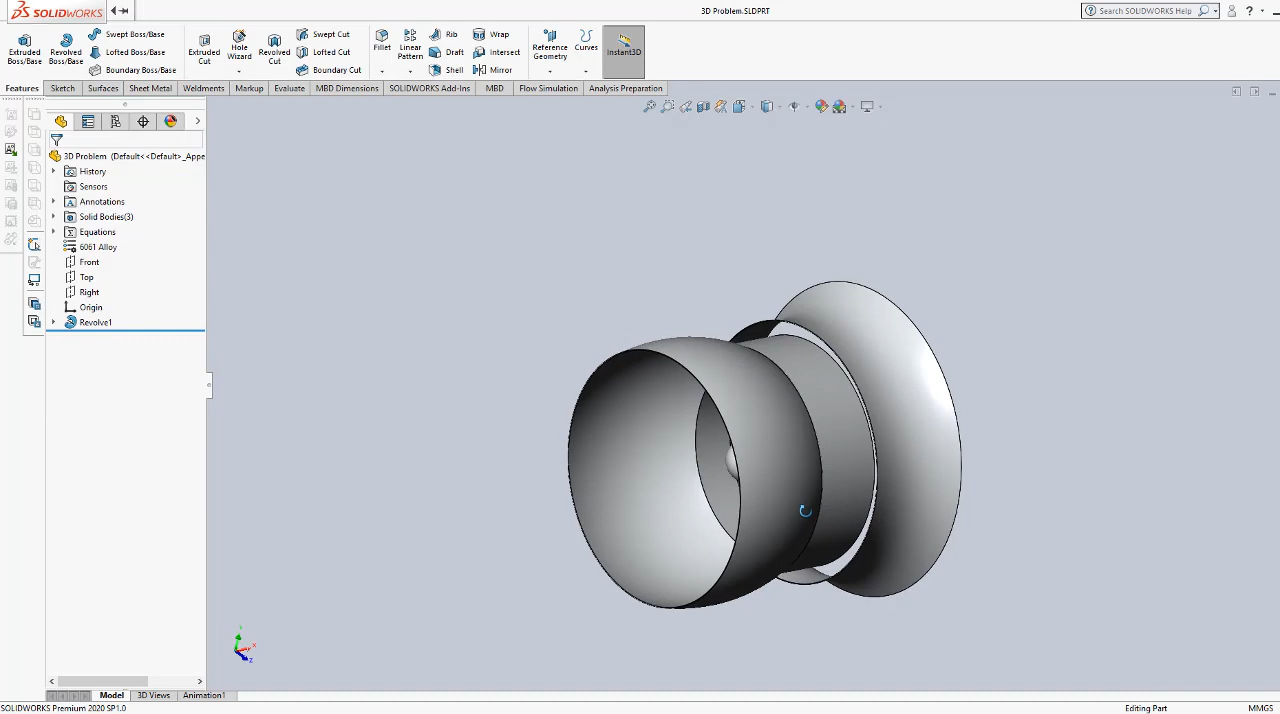 SOLIDWORKS
3D Problem.SLDPRT
Search SOLIDWORKS Help
?
Extruded Boss/Base
Revolved Boss/Base
Swept Boss/Base
Lofted Boss/Base
Boundary Boss/Base
Extruded Cut
Hole Wizard
Revolved Cut
Swept Cut
Lofted Cut
Boundary Cut
Fillet
Linear Pattern
Rib
Draft
Shell
Wrap
Intersect
Mirror
Reference Geometry
Curves
Instant3D
Features
Sketch
Surfaces
Sheet Metal
Weldments
Markup
Evaluate
MBD Dimensions
SOLIDWORKS Add-Ins
MBD
Flow Simulation
Analysis Preparation
3D Problem (Default<<Default>_Appe
History
Sensors
Annotations
Solid Bodies(3)
Equations
6061 Alloy
Front
Top
Right
Origin
Revolve1
Model
3D Views
Animation1
SOLIDWORKS Premium 2020 SP1.0
Editing Part
MMGS